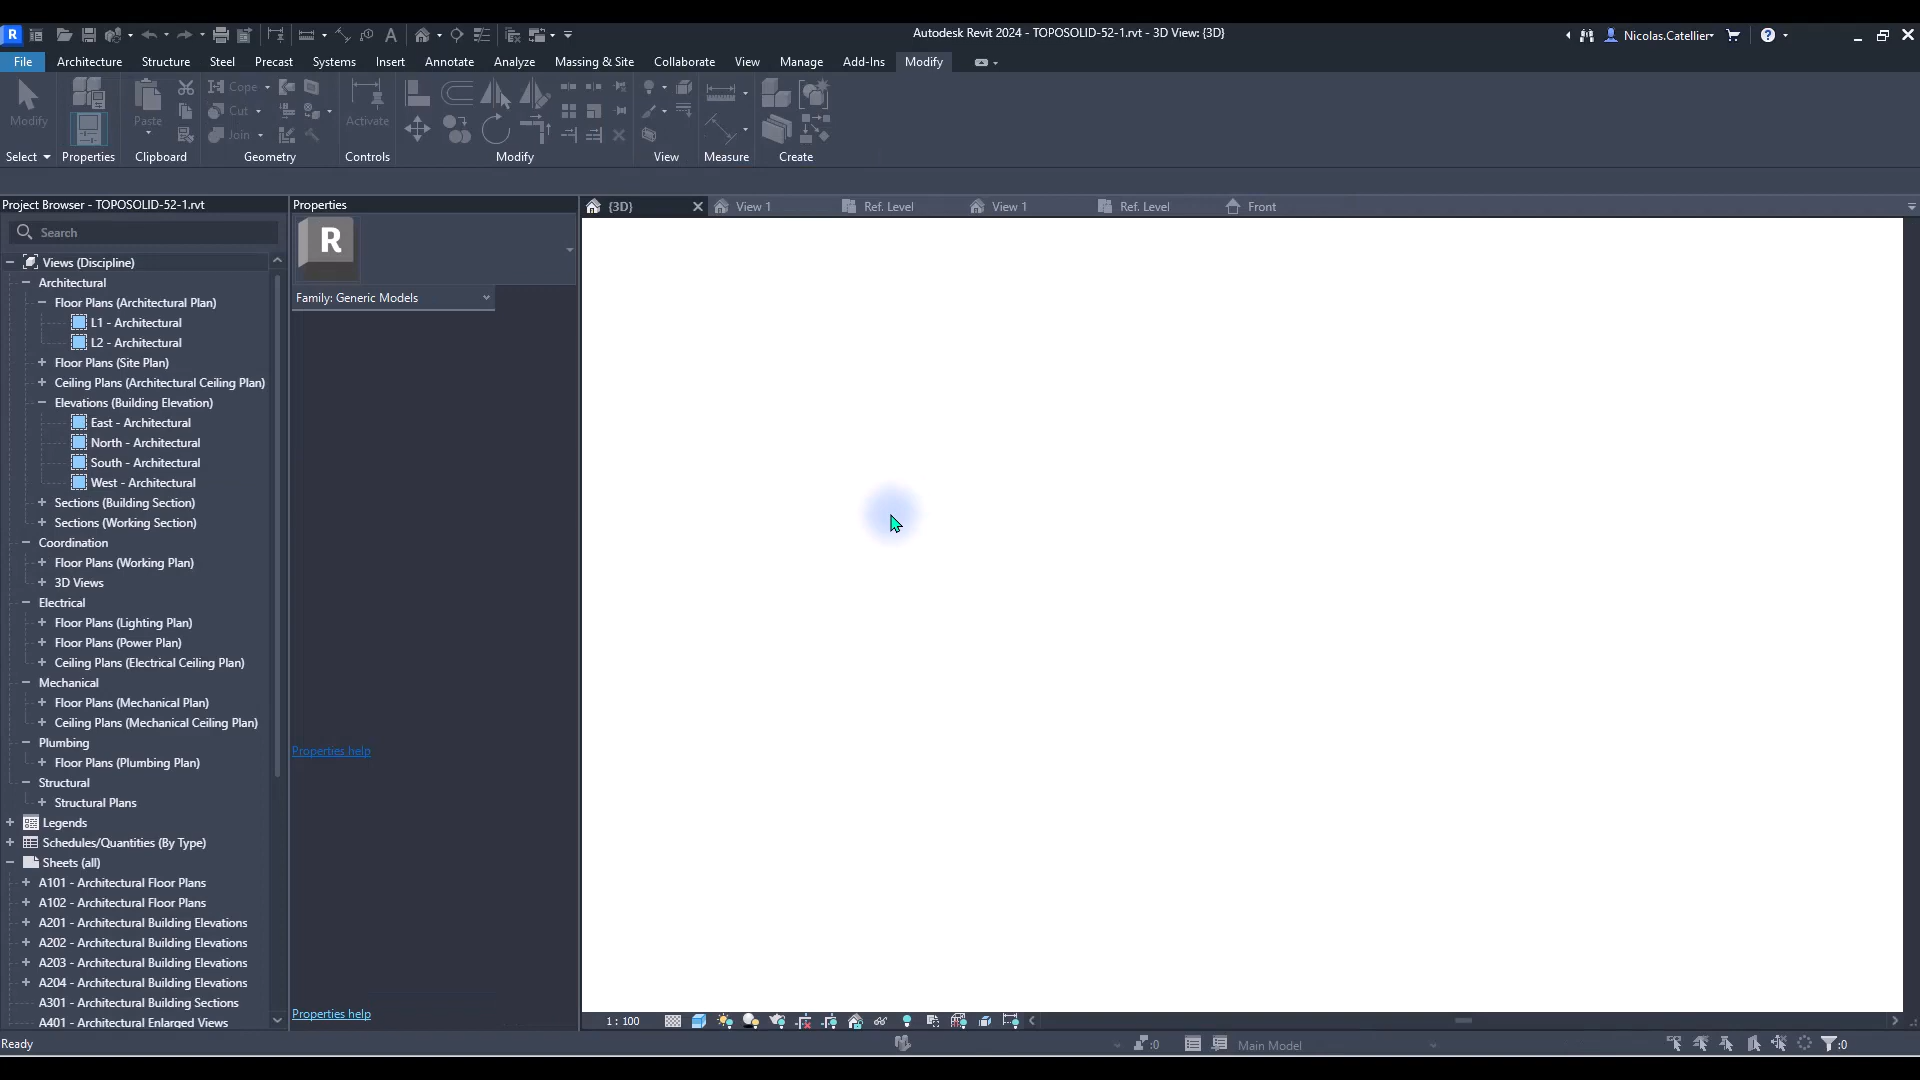 Autodesk Revit 2024 - TOPOSOLID-52-1.rvt - 3D View: {3D}
Nicolas.Catellier
File
Architecture
Structure
Steel
Precast
Systems
Insert
Annotate
Analyze
Massing & Site
Collaborate
View
Manage
Add-Ins
Modify
Modify
Paste
Cope
Cut
Join
Activate
Select
Properties
Clipboard
Geometry
Controls
Modify
View
Measure
Create
Project Browser - TOPOSOLID-52-1.rvt
Search
Views (Discipline)
Architectural
Floor Plans (Architectural Plan)
L1 - Architectural
L2 - Architectural
Floor Plans (Site Plan)
Ceiling Plans (Architectural Ceiling Plan)
Elevations (Building Elevation)
East - Architectural
North - Architectural
South - Architectural
West - Architectural
Sections (Building Section)
Sections (Working Section)
Coordination
Floor Plans (Working Plan)
3D Views
Electrical
Floor Plans (Lighting Plan)
Floor Plans (Power Plan)
Ceiling Plans (Electrical Ceiling Plan)
Mechanical
Floor Plans (Mechanical Plan)
Ceiling Plans (Mechanical Ceiling Plan)
Plumbing
Floor Plans (Plumbing Plan)
Structural
Structural Plans
Legends
Schedules/Quantities (By Type)
Sheets (all)
A101 - Architectural Floor Plans
A102 - Architectural Floor Plans
A201 - Architectural Building Elevations
A202 - Architectural Building Elevations
A203 - Architectural Building Elevations
A204 - Architectural Building Elevations
A301 - Architectural Building Sections
A401 - Architectural Enlarged Views
Properties
R
Family: Generic Models
Properties help
Properties help
{3D}
View 1
Ref. Level
View 1
Ref. Level
Front
1 : 100
Ready
:0
Main Model
:0